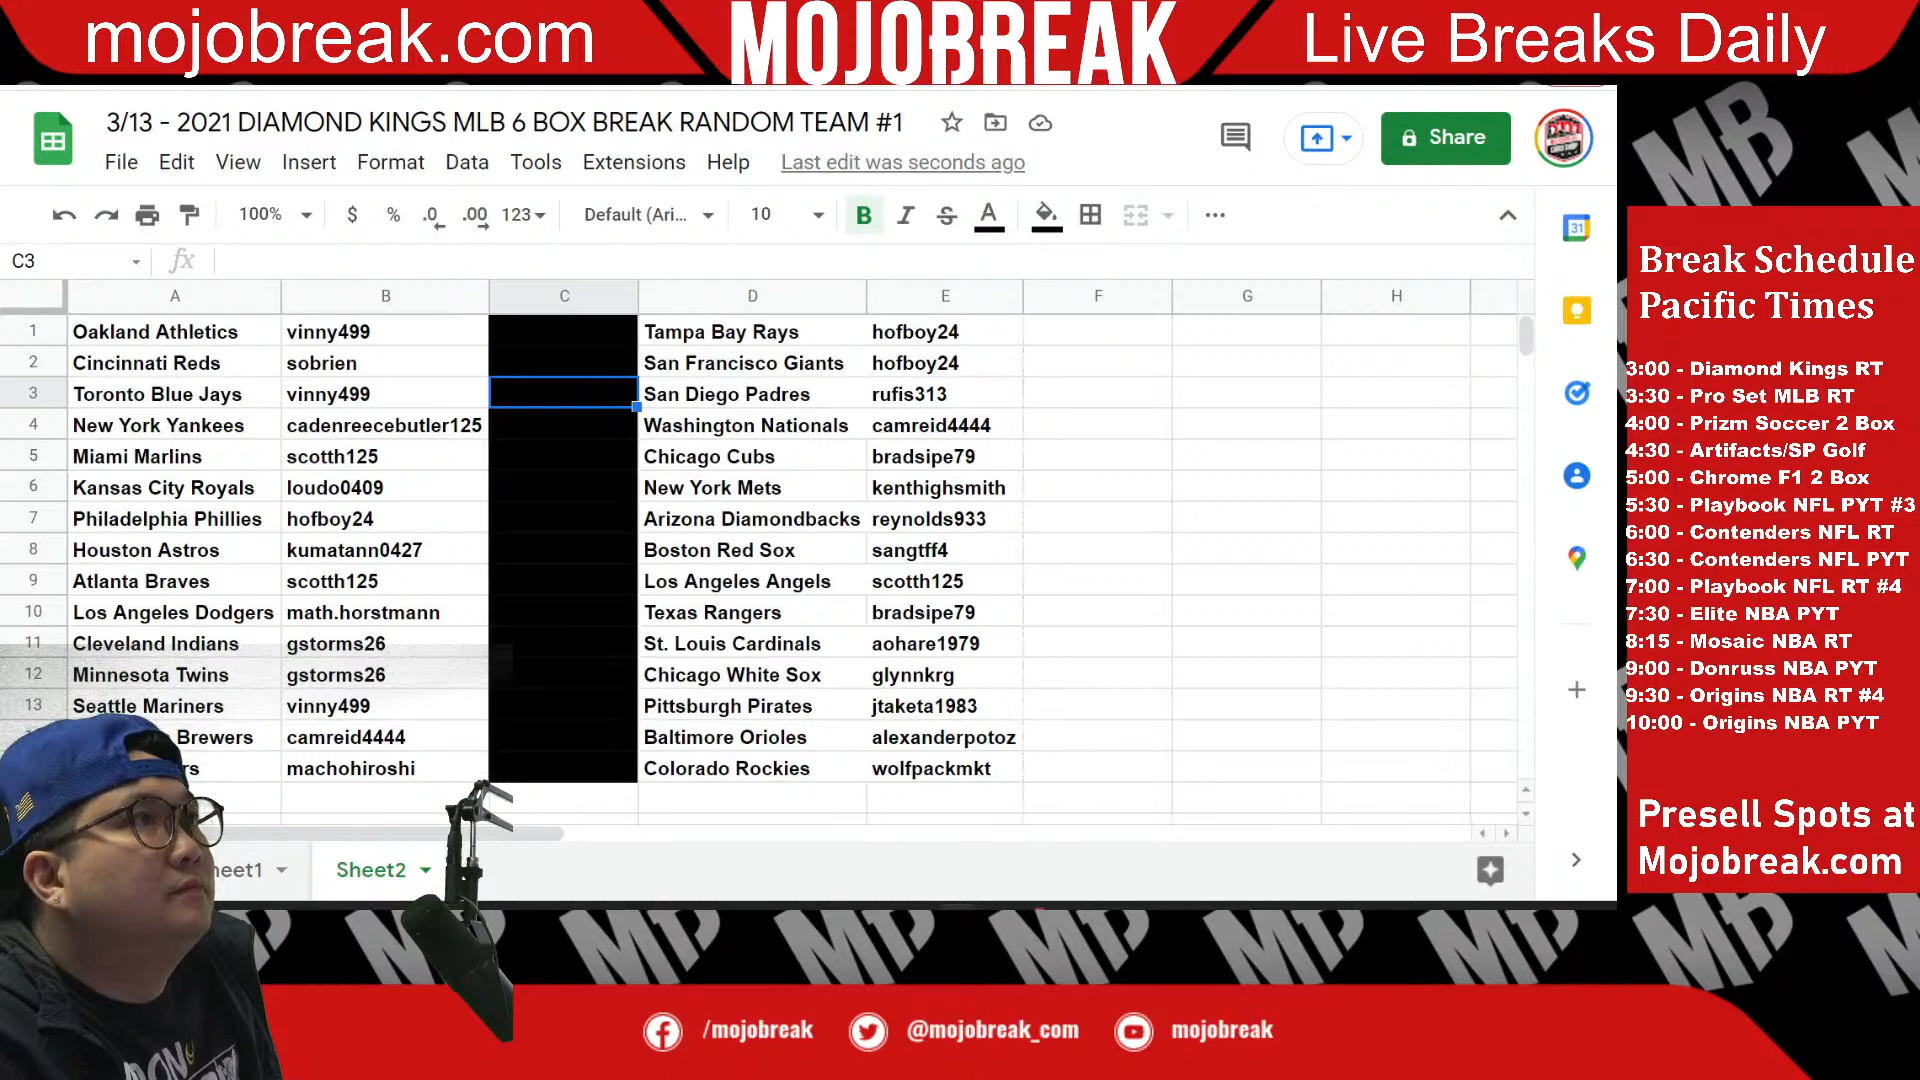 mojobreak.com
MOJOBREAK
Live Breaks Daily
3/13 - 2021 DIAMOND KINGS MLB 6 BOX BREAK RANDOM TEAM #1
Share
File Edit View Insert Format Data Tools Extensions Help Last edit was seconds ago
100% $ % .0 .00 123 Default (Ari... 10 B I S A
31
C3 fx
A B C D E F G H
1 Oakland Athletics vinny499 Tampa Bay Rays hofboy24
2 Cincinnati Reds sobrien San Francisco Giants hofboy24
3 Toronto Blue Jays vinny499 San Diego Padres rufis313
4 New York Yankees cadenreecebutler125 Washington Nationals camreid4444
5 Miami Marlins scotth125 Chicago Cubs bradsipe79
6 Kansas City Royals loudo0409 New York Mets kenthighsmith
7 Philadelphia Phillies hofboy24 Arizona Diamondbacks reynolds933
8 Houston Astros kumatann0427 Boston Red Sox sangtff4
9 Atlanta Braves scotth125 Los Angeles Angels scotth125
10 Los Angeles Dodgers math.horstmann Texas Rangers bradsipe79
11 Cleveland Indians gstorms26 St. Louis Cardinals aohare1979
12 Minnesota Twins gstorms26 Chicago White Sox glynnkrg
13 Seattle Mariners vinny499 Pittsburgh Pirates jtaketa1983
Brewers camreid4444 Baltimore Orioles alexanderpotoz
rs machohiroshi Colorado Rockies wolfpackmkt
heet1 Sheet2
Break Schedule
Pacific Times
3:00 - Diamond Kings RT
3:30 - Pro Set MLB RT
4:00 - Prizm Soccer 2 Box
4:30 - Artifacts/SP Golf
5:00 - Chrome F1 2 Box
5:30 - Playbook NFL PYT #3
6:00 - Contenders NFL RT
6:30 - Contenders NFL PYT
7:00 - Playbook NFL RT #4
7:30 - Elite NBA PYT
8:15 - Mosaic NBA RT
9:00 - Donruss NBA PYT
9:30 - Origins NBA RT #4
10:00 - Origins NBA PYT
Presell Spots at
Mojobreak.com
/mojobreak @mojobreak_com mojobreak